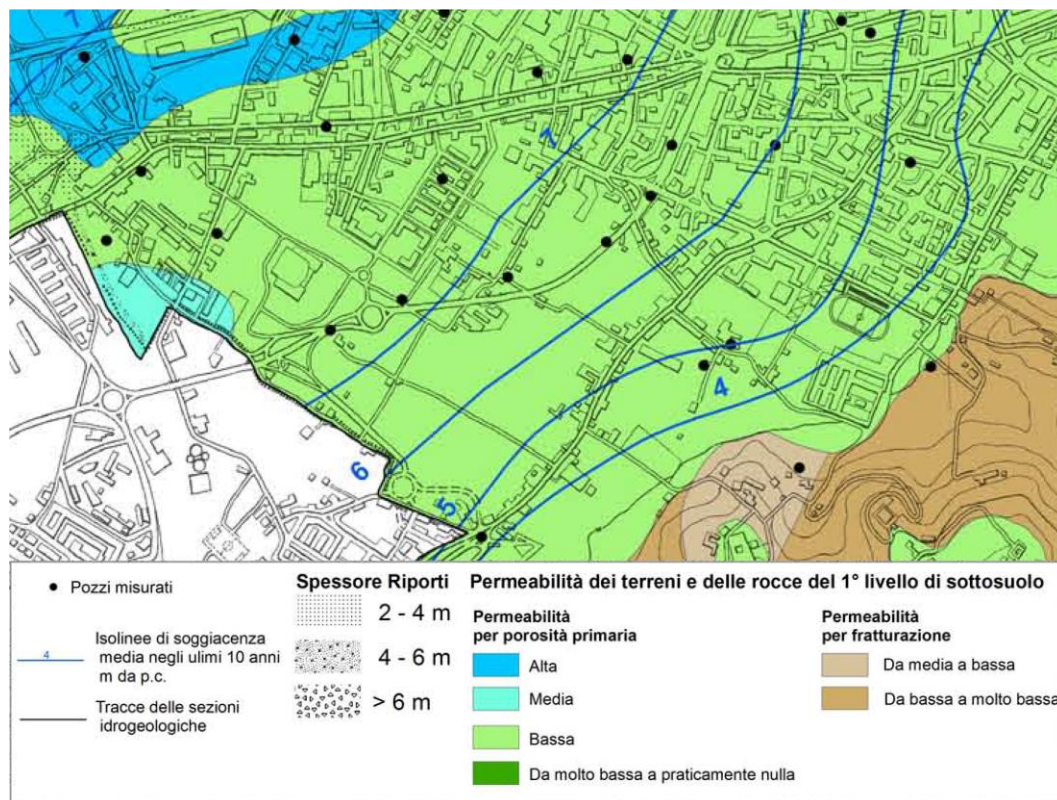 7
7
4
6
5
Pozzi misurati
4
Isolinee di soggiacenza
media negli ulimi 10 anni
m da p.c.
Tracce delle sezioni
idrogeologiche
Spessore Riporti
2 - 4 m
4 - 6 m
> 6 m
Permeabilità dei terreni e delle rocce del 1° livello di sottosuolo
Permeabilità
per porosità primaria
Alta
Media
Bassa
Da molto bassa a praticamente nulla
Permeabilità
per fratturazione
Da media a bassa
Da bassa a molto bassa